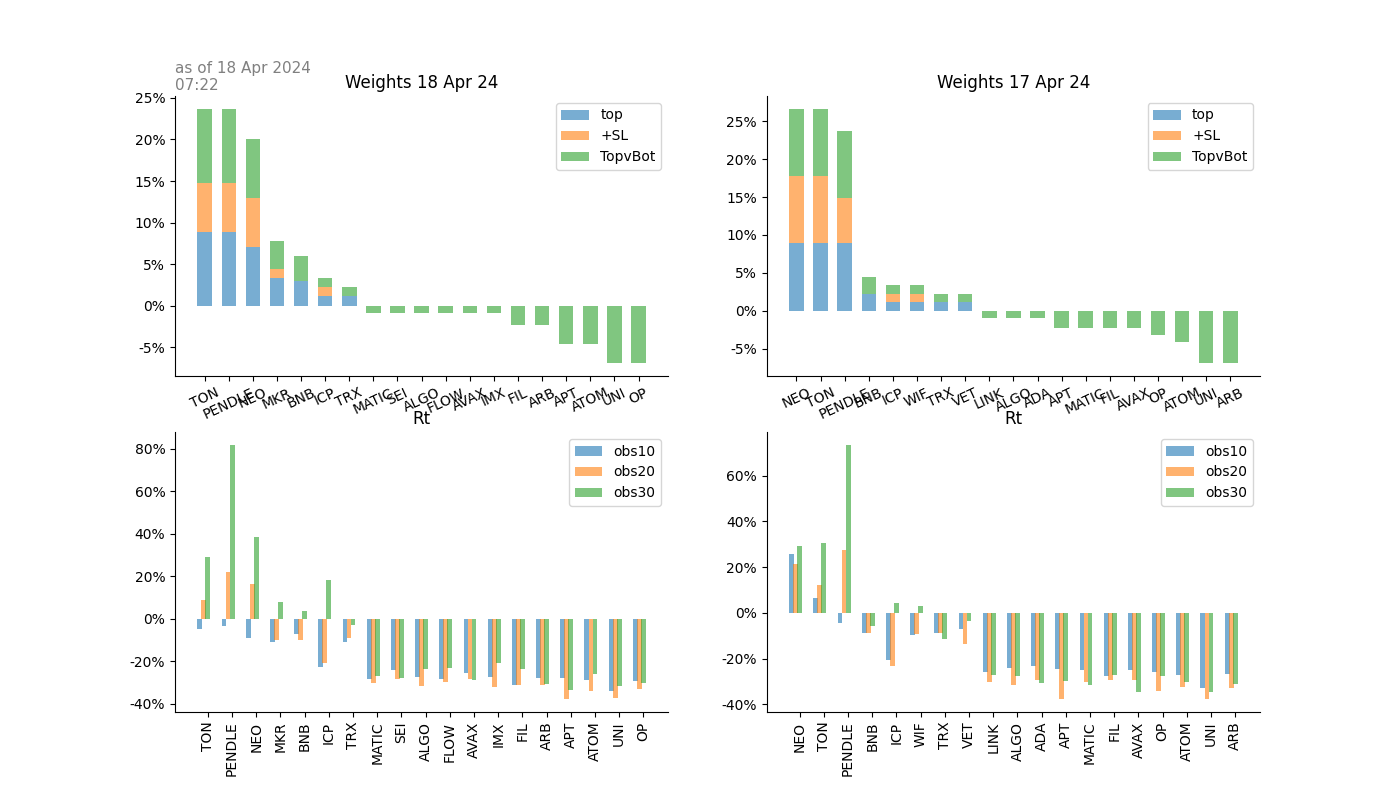 as of 18 Apr 2024
07:22
Weights 18 Apr 24
25%
20%
15%
10%
5%
0%
-5%
top
+SL
TopvBot
TON PENDLE NEO MKR BNB ICP TRX MATIC SEI ALGO FLOW AVAX IMX FIL ARB APT ATOM UNI OP
Weights 17 Apr 24
25%
20%
15%
10%
5%
0%
-5%
top
+SL
TopvBot
NEO TON PENDLE BNB ICP WIF TRX VET LINK ALGO ADA APT MATIC FIL AVAX OP ATOM UNI ARB
Rt
80%
60%
40%
20%
0%
-20%
-40%
obs10
obs20
obs30
TON PENDLE NEO MKR BNB ICP TRX MATIC SEI ALGO FLOW AVAX IMX FIL ARB APT ATOM UNI OP
Rt
60%
40%
20%
0%
-20%
-40%
obs10
obs20
obs30
NEO TON PENDLE BNB ICP WIF TRX VET LINK ALGO ADA APT MATIC FIL AVAX OP ATOM UNI ARB